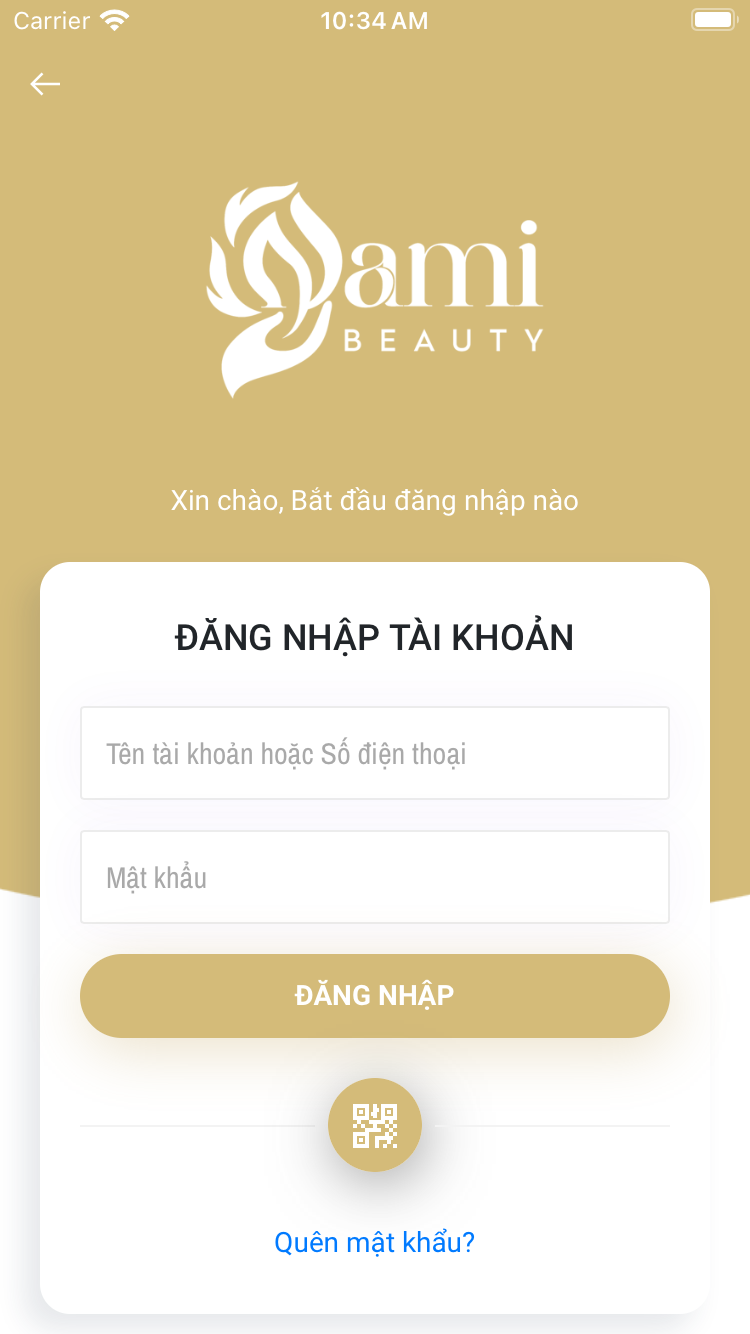 Carrier 10:34 AM
Dami
BEAUTY
Xin chào, Bắt đầu đăng nhập nào
ĐĂNG NHẬP TÀI KHOẢN
Tên tài khoản hoặc Số điện thoại
Mật khẩu
ĐĂNG NHẬP
Quên mật khẩu?